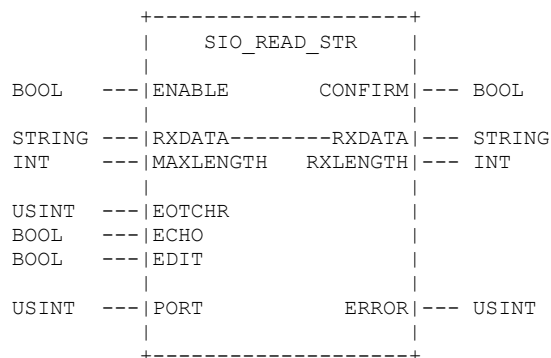 +---------------------+
|    SIO_READ_STR     |
|                     |
BOOL   ---|ENABLE       CONFIRM|--- BOOL
|                     |
STRING ---|RXDATA--------RXDATA|--- STRING
INT    ---|MAXLENGTH   RXLENGTH|--- INT
|                     |
USINT  ---|EOTCHR              |
BOOL   ---|ECHO                |
BOOL   ---|EDIT                |
|                     |
USINT  ---|PORT           ERROR|--- USINT
|                     |
+---------------------+